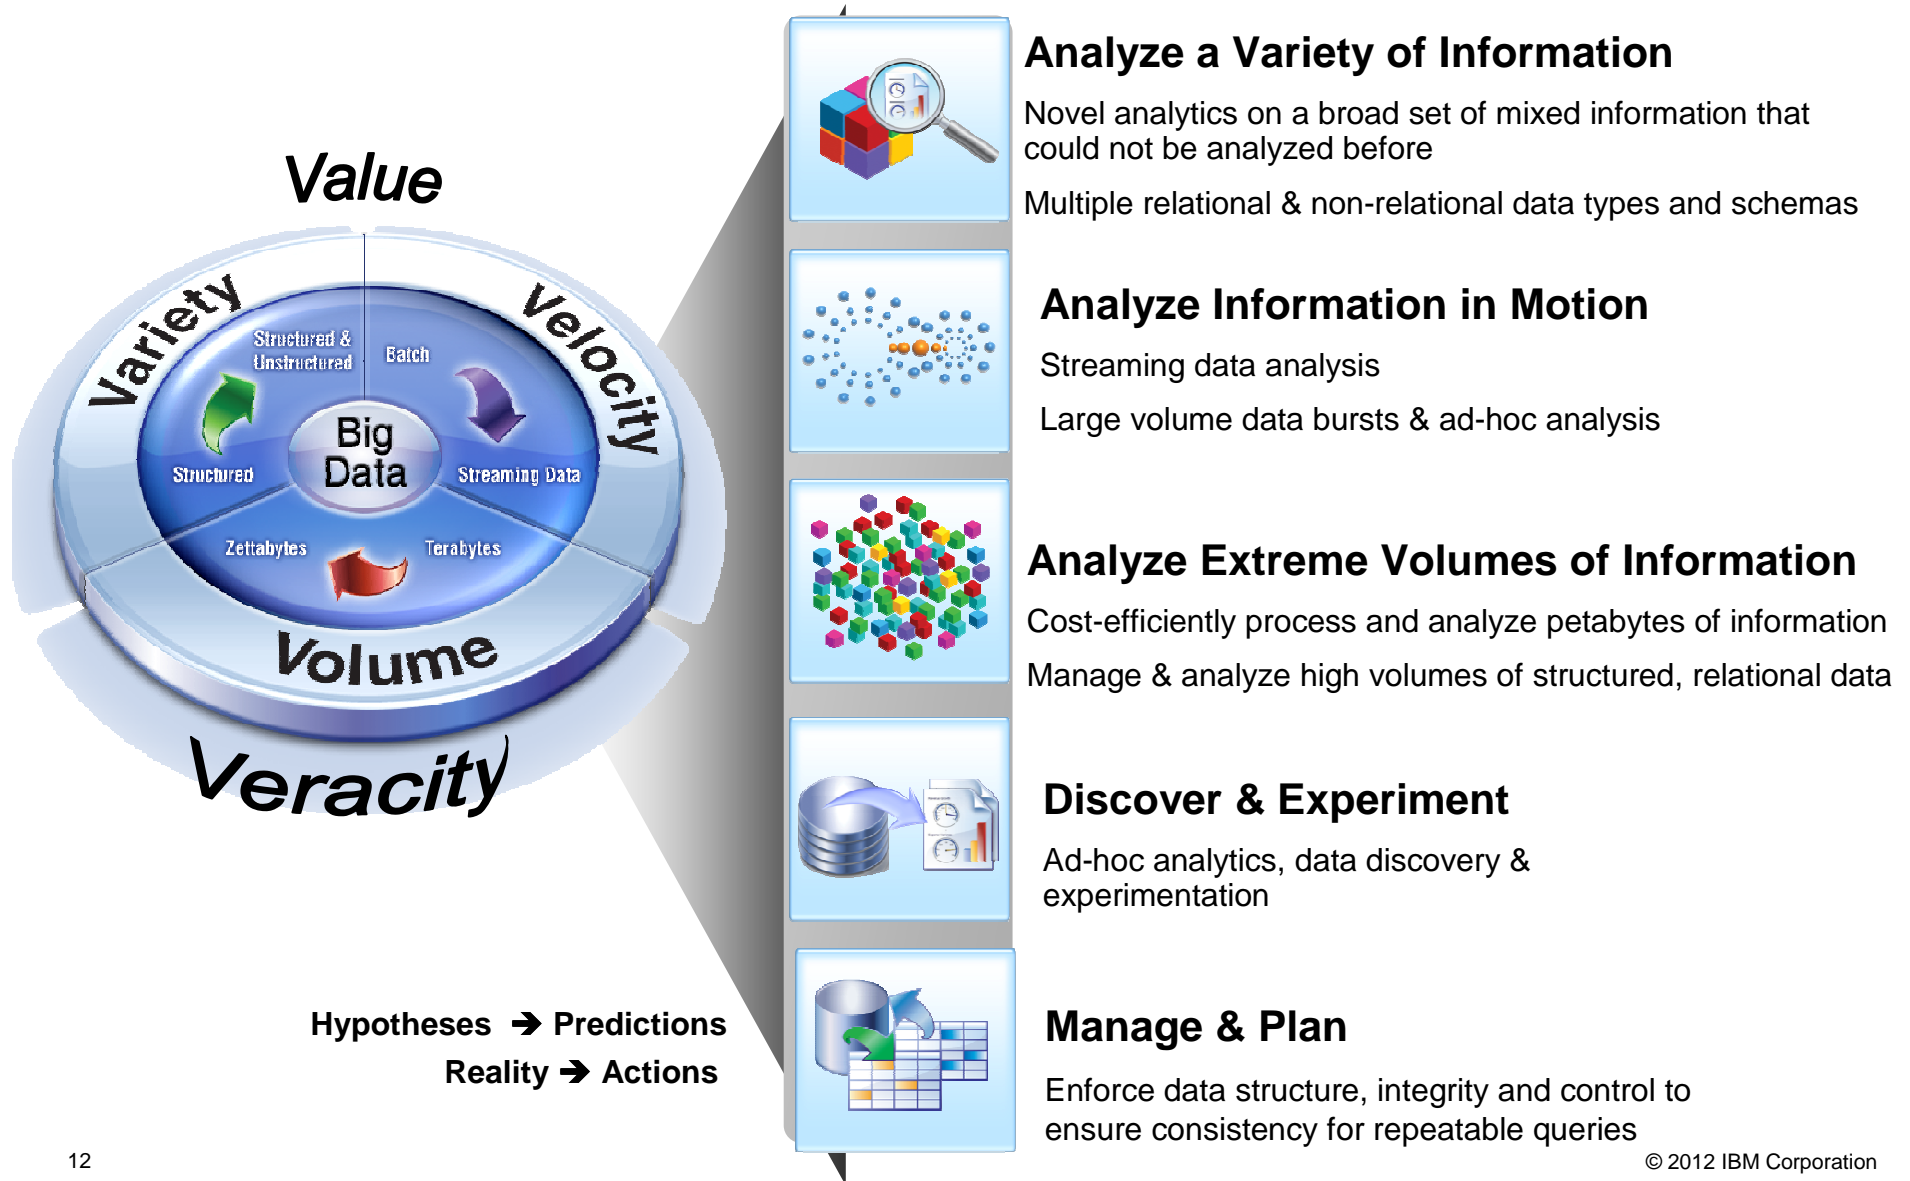 Value
Variety
Velocity
Structured &
Unstructured
Batch
Big
Data
Structured
Streaming Data
Zettabytes
Terabytes
Volume
Veracity
Hypotheses ➔ Predictions
Reality ➔ Actions
Analyze a Variety of Information
Novel analytics on a broad set of mixed information that
could not be analyzed before
Multiple relational & non-relational data types and schemas
Analyze Information in Motion
Streaming data analysis
Large volume data bursts & ad-hoc analysis
Analyze Extreme Volumes of Information
Cost-efficiently process and analyze petabytes of information
Manage & analyze high volumes of structured, relational data
Discover & Experiment
Ad-hoc analytics, data discovery &
experimentation
Manage & Plan
Enforce data structure, integrity and control to
ensure consistency for repeatable queries
12
© 2012 IBM Corporation